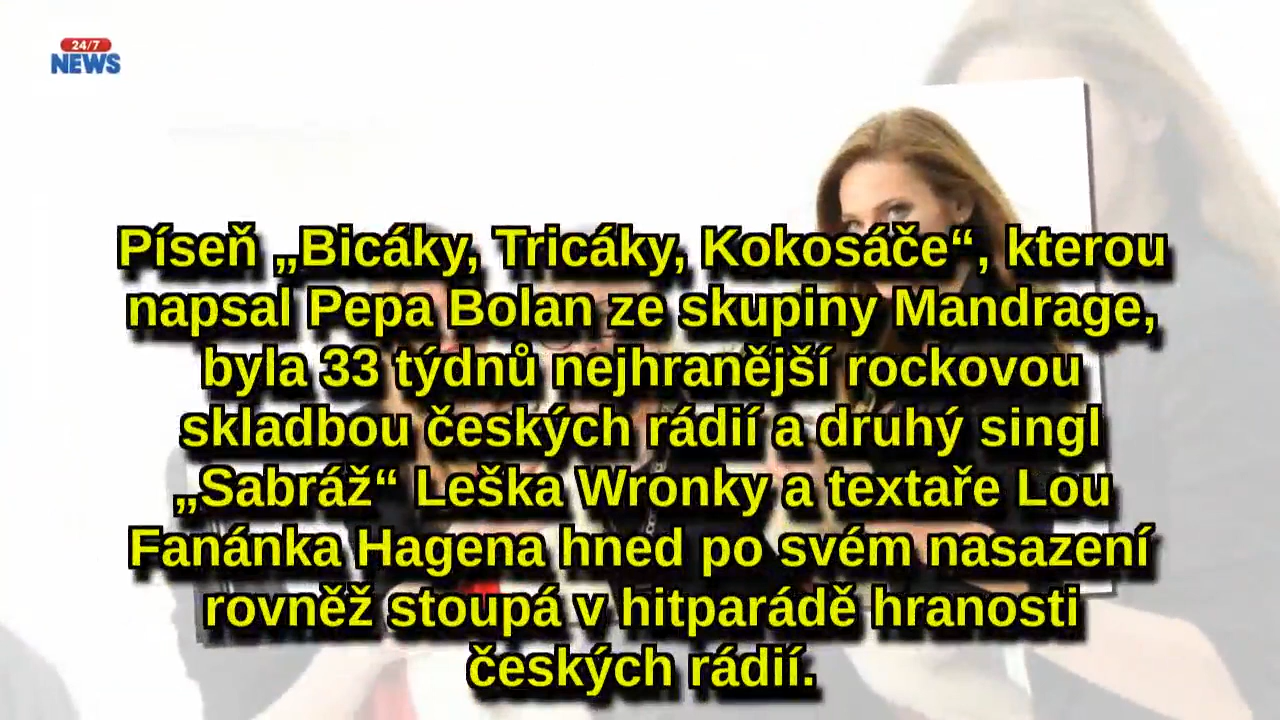 24/7
NEWS
Píseň „Bicáky, Tricáky, Kokosáče“, kterou
napsal Pepa Bolan ze skupiny Mandrage,
byla 33 týdnů nejhranější rockovou
skladbou českých rádií a druhý singl
„Sabráž“ Leška Wronky a textaře Lou
Fanánka Hagena hned po svém nasazení
rovněž stoupá v hitparádě hranosti
českých rádií.